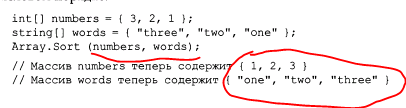 int[] numbers = { 3, 2, 1 };
string[] words = { "three", "two", "one" };
Array.Sort (numbers, words);
// Массив numbers теперь содержит { 1, 2, 3 }
// Массив words теперь содержит { "one", "two", "three" }